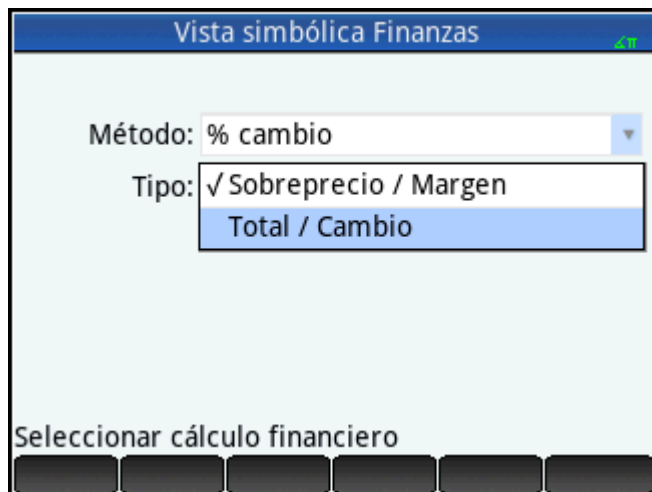 Vista simbólica Finanzas
∡π
Método: % cambio
Tipo: √ Sobreprecio / Margen
Total / Cambio
Seleccionar cálculo financiero